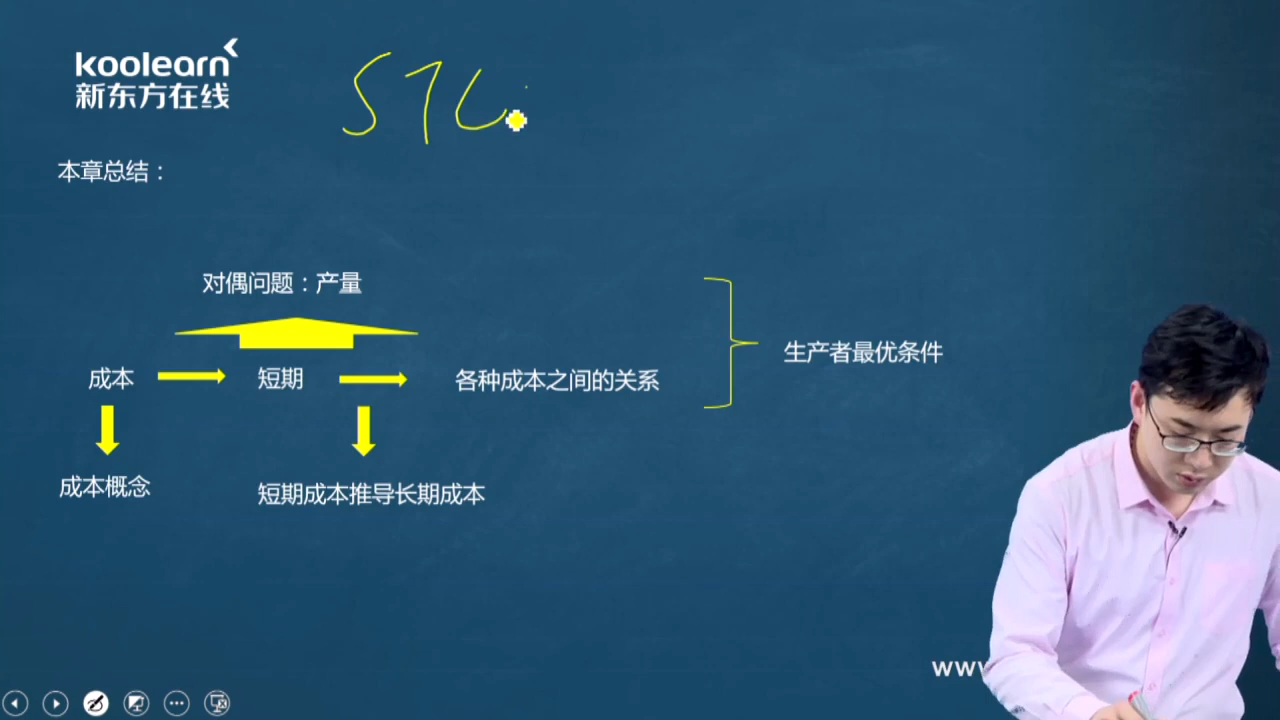 koolearn
新东方在线
STC
本章总结：
对偶问题：产量
成本
短期
各种成本之间的关系
生产者最优条件
成本概念
短期成本推导长期成本
www